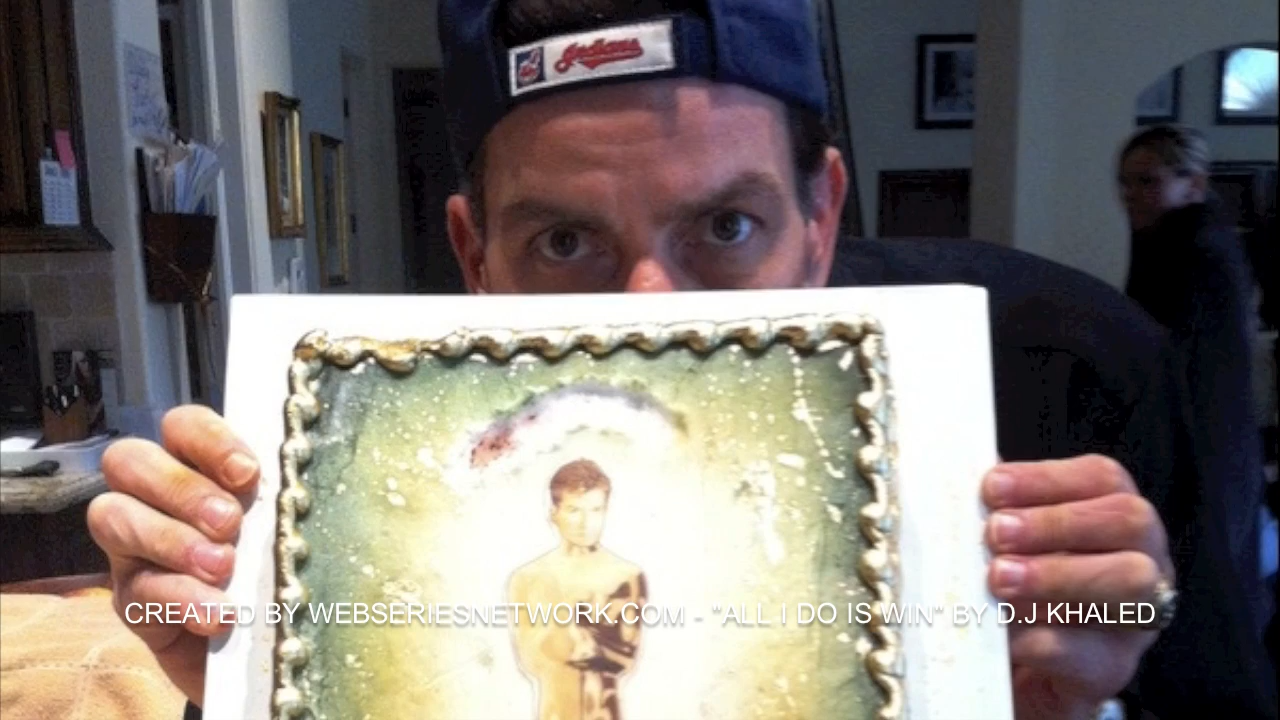 Indians
CREATED BY WEBSERIESNETWORK.COM - "ALL I DO IS WIN" BY D.J KHALED